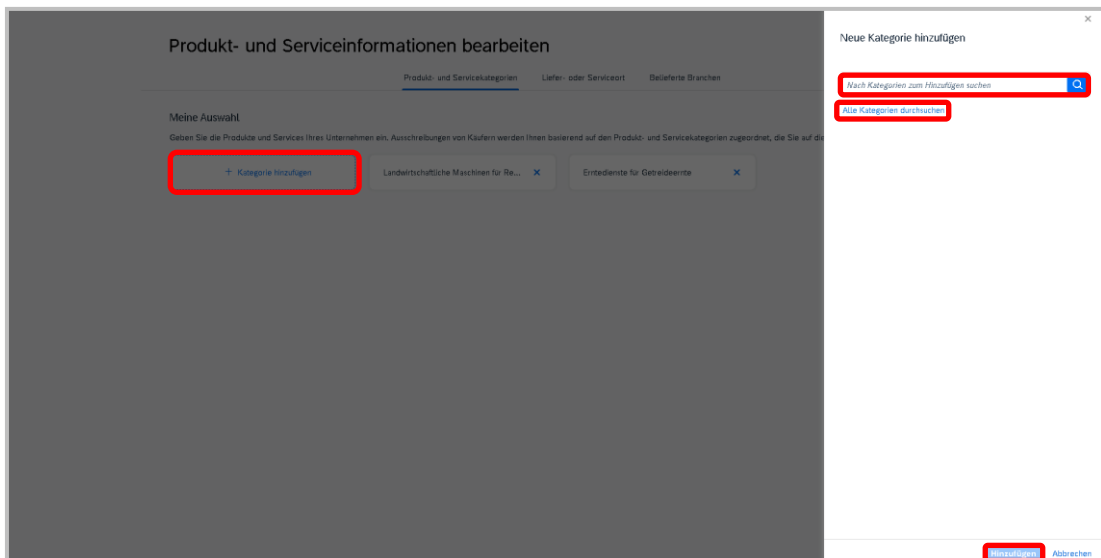 Produkt- und Serviceinformationen bearbeiten
Produkt- und Servicekategorien Liefer- oder Serviceort Belieferte Branchen
Meine Auswahl
Geben Sie die Produkte und Services Ihres Unternehmen ein. Ausschreibungen von Käufern werden Ihnen basierend auf den Produkt- und Servicekategorien zugeordnet, die Sie auf die
+ Kategorie hinzufügen
Landwirtschaftliche Maschinen für Re... ×
Erntedienste für Getreideernte ×
×
Neue Kategorie hinzufügen
Nach Kategorien zum Hinzufügen suchen
Alle Kategorien durchsuchen
Hinzufügen Abbrechen